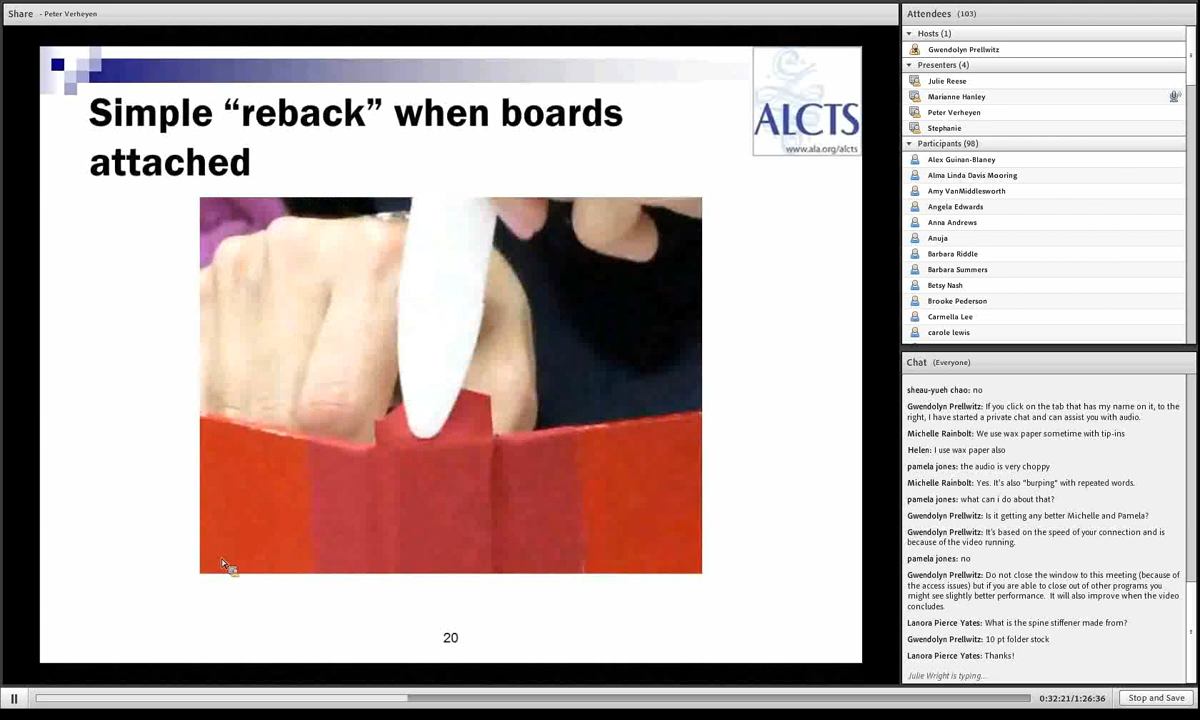 Share - Peter Verheyen
Simple “reback” when boards
attached
ALCTS
www.ala.org/alcts
20
Attendees (103)
Hosts (1)
Gwendolyn Prellwitz
Presenters (4)
Julie Reese
Marianne Hanley
Peter Verheyen
Stephanie
Participants (98)
Alex Guinan-Blaney
Alma Linda Davis Mooring
Amy VanMiddlesworth
Angela Edwards
Anna Andrews
Anuja
Barbara Riddle
Barbara Summers
Betsy Nash
Brooke Pederson
Carmella Lee
carole lewis
Chat (Everyone)
sheau-yueh chao: no
Gwendolyn Prellwitz: If you click on the tab that has my name on it, to the
right, I have started a private chat and can assist you with audio.
Michelle Rainbolt: We use wax paper sometime with tip-ins
Helen: I use wax paper also
pamela jones: the audio is very choppy
Michelle Rainbolt: Yes. It's also "burping" with repeated words.
pamela jones: what can i do about that?
Gwendolyn Prellwitz: Is it getting any better Michelle and Pamela?
Gwendolyn Prellwitz: It's based on the speed of your connection and is
because of the video running.
pamela jones: no
Gwendolyn Prellwitz: Do not close the window to this meeting (because of
the access issues) but if you are able to close out of other programs you
might see slightly better performance. It will also improve when the video
concludes.
Lanora Pierce Yates: What is the spine stiffener made from?
Gwendolyn Prellwitz: 10 pt folder stock
Lanora Pierce Yates: Thanks!
Julie Wright is typing...
0:32:21/1:26:36
Stop and Save